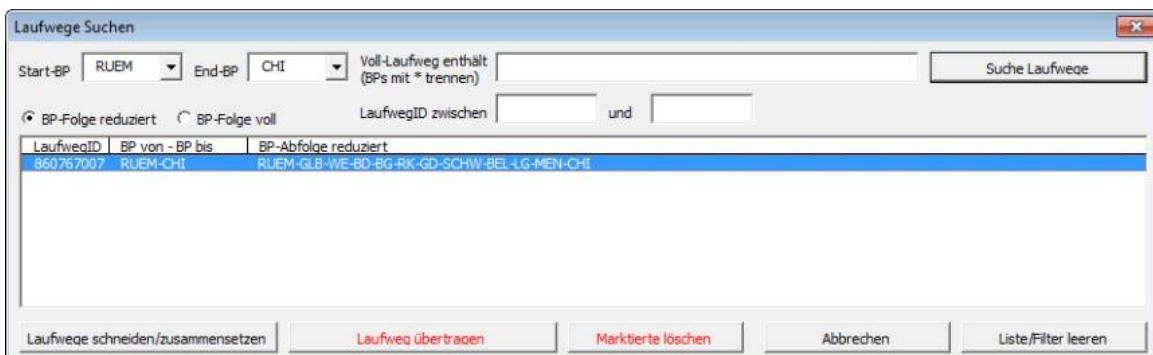 Laufwege Suchen
Start-BP RUEM End-BP CHI Voll-Laufweg enthält (BPs mit * trennen) Suche Laufwege
BP-Folge reduziert BP-Folge voll LaufwegID zwischen und
LaufwegID BP von - BP bis BP-Abfolge reduziert
860767007 RUEM-CHI RUEM-GLB-WE-BD-BG-RK-GD-SCHW-BEL-LG-MEN-CHI
Laufwege schneiden/zusammensetzen Laufweg übertragen Marktierte löschen Abbrechen Liste/Filter leeren